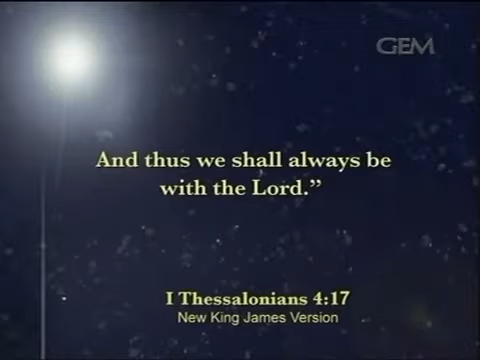 GEM
And thus we shall always be
with the Lord.”
I Thessalonians 4:17
New King James Version